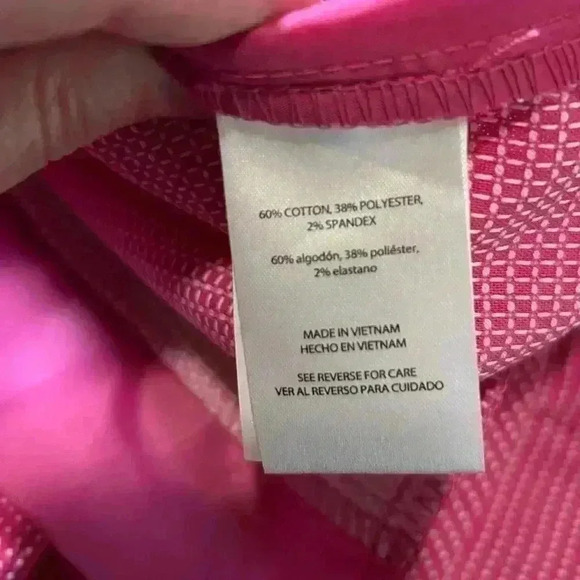 60% COTTON, 38% POLYESTER,
2% SPANDEX
60% algodón, 38% poliéster,
2% elastano
MADE IN VIETNAM
HECHO EN VIETNAM
SEE REVERSE FOR CARE
VER AL REVERSO PARA CUIDADO